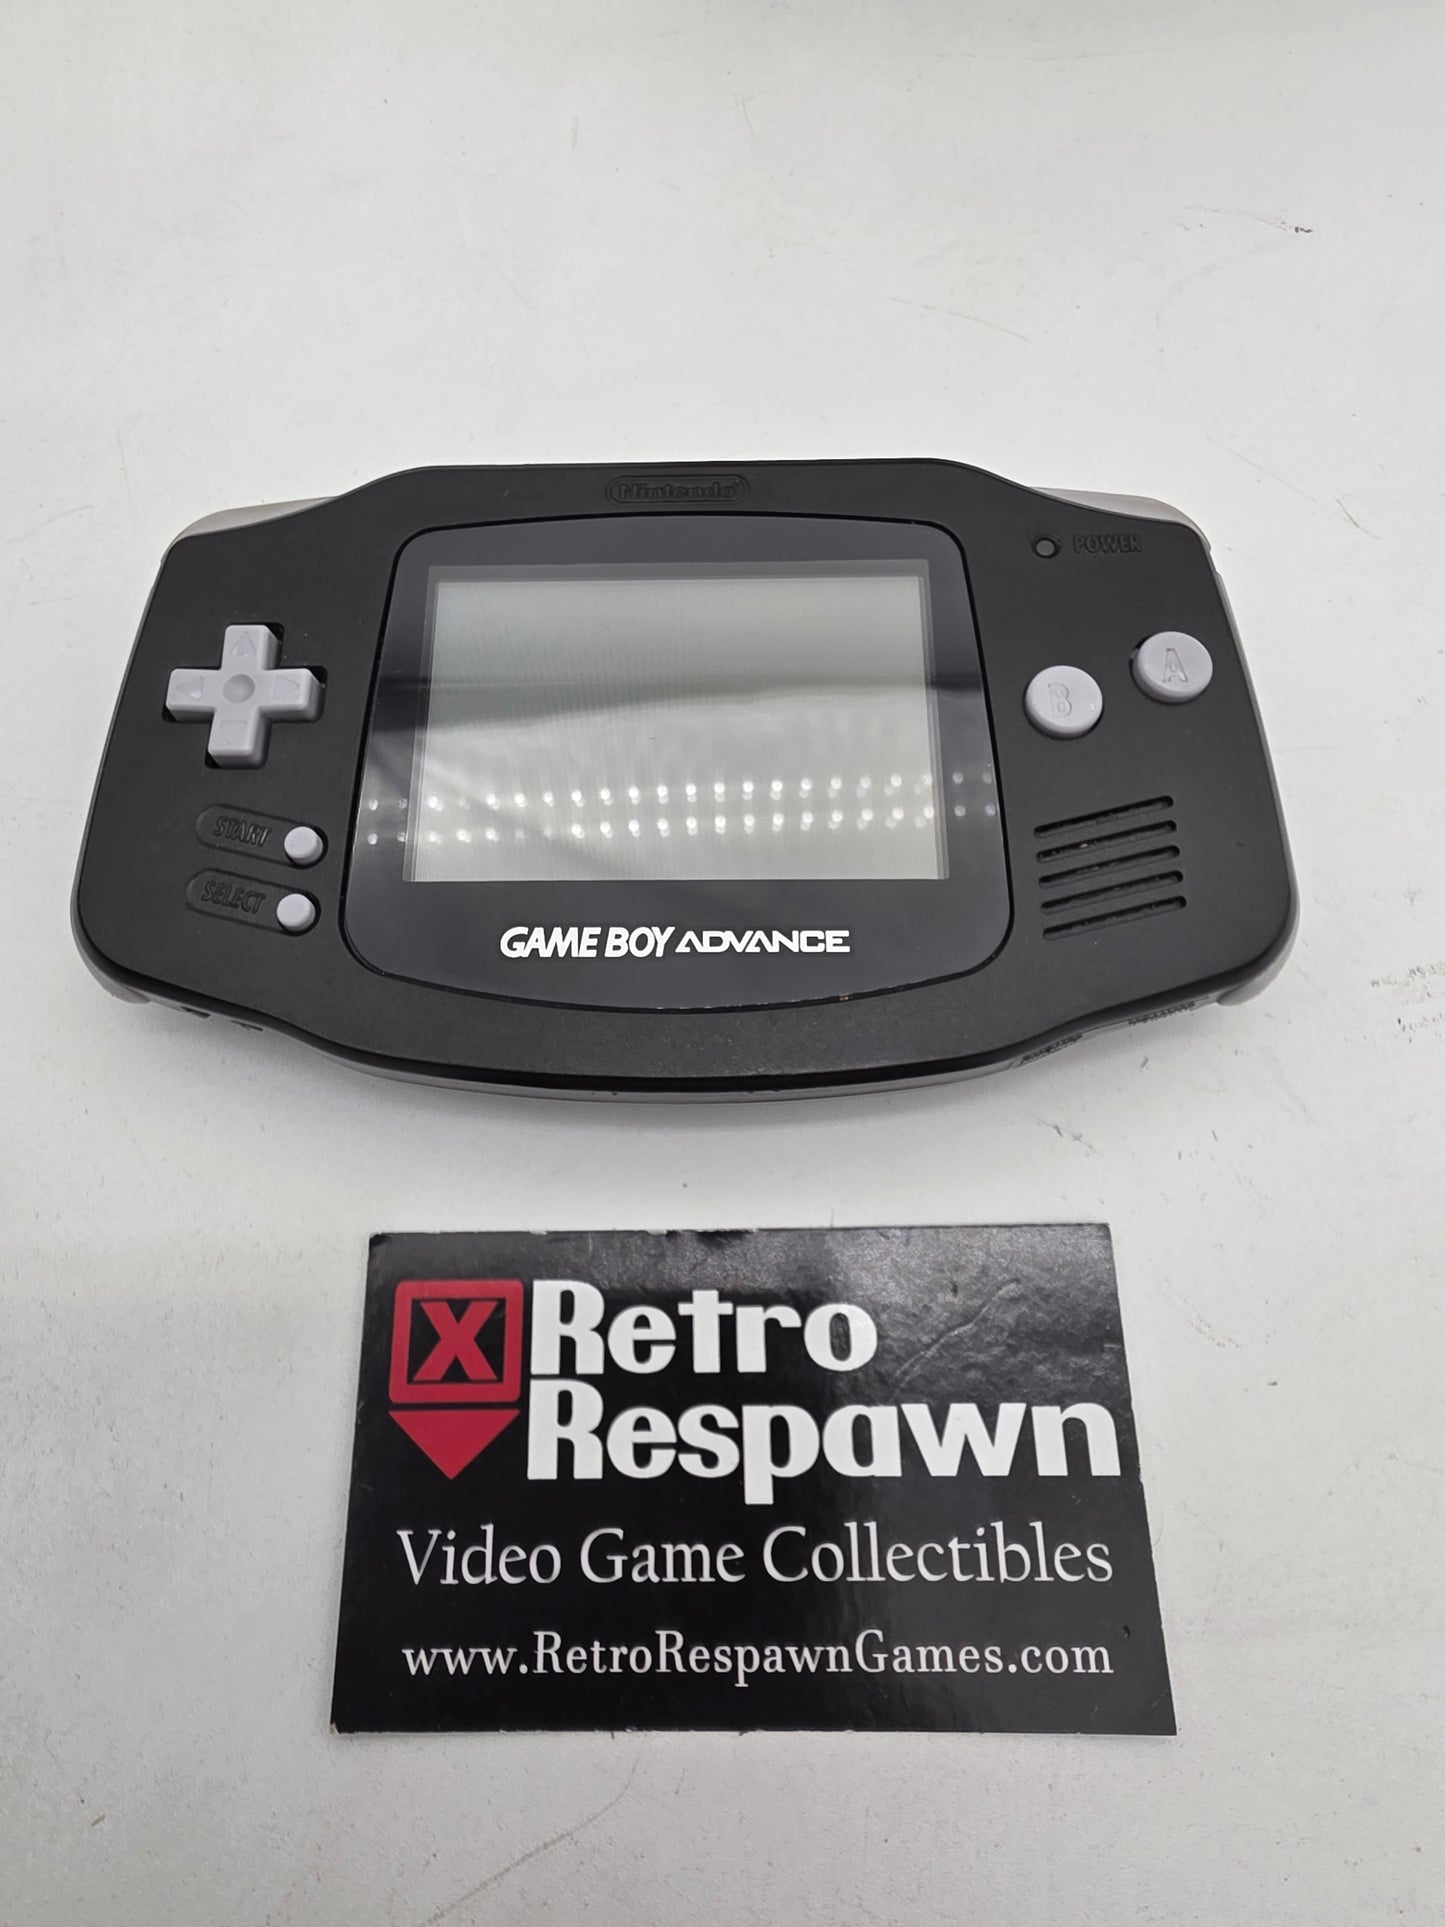 Nintendo
POWER
A
B
START
SELECT
GAME BOY ADVANCE
X Retro
Respawn
Video Game Collectibles
www.RetroRespawnGames.com